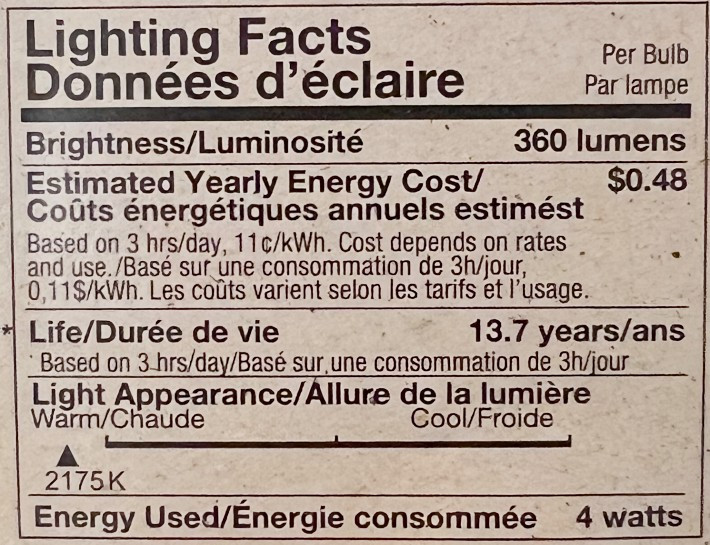 Lighting Facts
Données d'éclaire
Per Bulb
Par lampe
Brightness/Luminosité 360 lumens
Estimated Yearly Energy Cost/ $0.48
Coûts énergétiques annuels estimést
Based on 3 hrs/day, 11¢/kWh. Cost depends on rates
and use./Basé sur une consommation de 3h/jour,
0,11$/kWh. Les coûts varient selon les tarifs et l'usage.
* Life/Durée de vie 13.7 years/ans
Based on 3 hrs/day/Basé sur une consommation de 3h/jour
Light Appearance/Allure de la lumière
Warm/Chaude Cool/Froide
2175K
Energy Used/Énergie consommée 4 watts